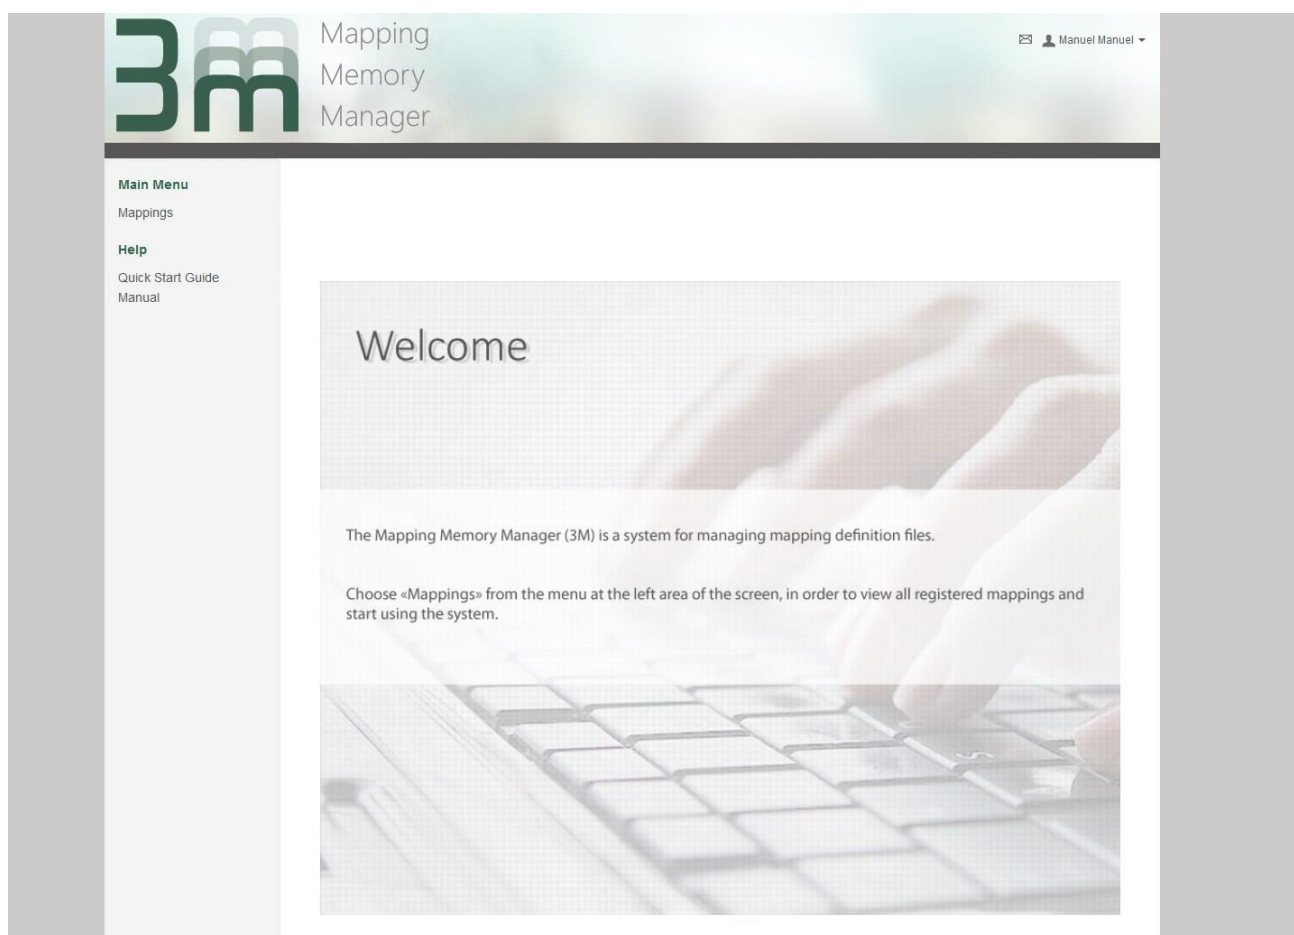 3m
Mapping
Memory
Manager
Manuel Manuel
Main Menu
Mappings
Help
Quick Start Guide
Manual
Welcome
The Mapping Memory Manager (3M) is a system for managing mapping definition files.
Choose «Mappings» from the menu at the left area of the screen, in order to view all registered mappings and
start using the system.